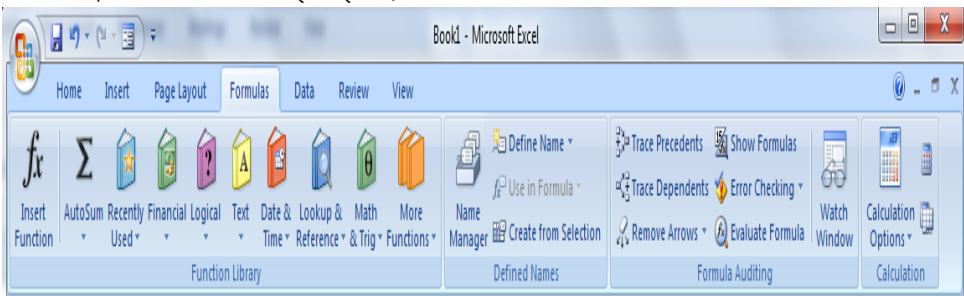 Book1 - Microsoft Excel
Home Insert Page Layout Formulas Data Review View
fx Σ ? A θ
Insert Function
AutoSum
Recently Used
Financial
Logical
Text
Date & Time
Lookup & Reference
Math & Trig
More Functions
Function Library
Name Manager
Define Name
Use in Formula
Create from Selection
Defined Names
Trace Precedents
Trace Dependents
Remove Arrows
Show Formulas
Error Checking
Evaluate Formula
Watch Window
Formula Auditing
Calculation Options
Calculation